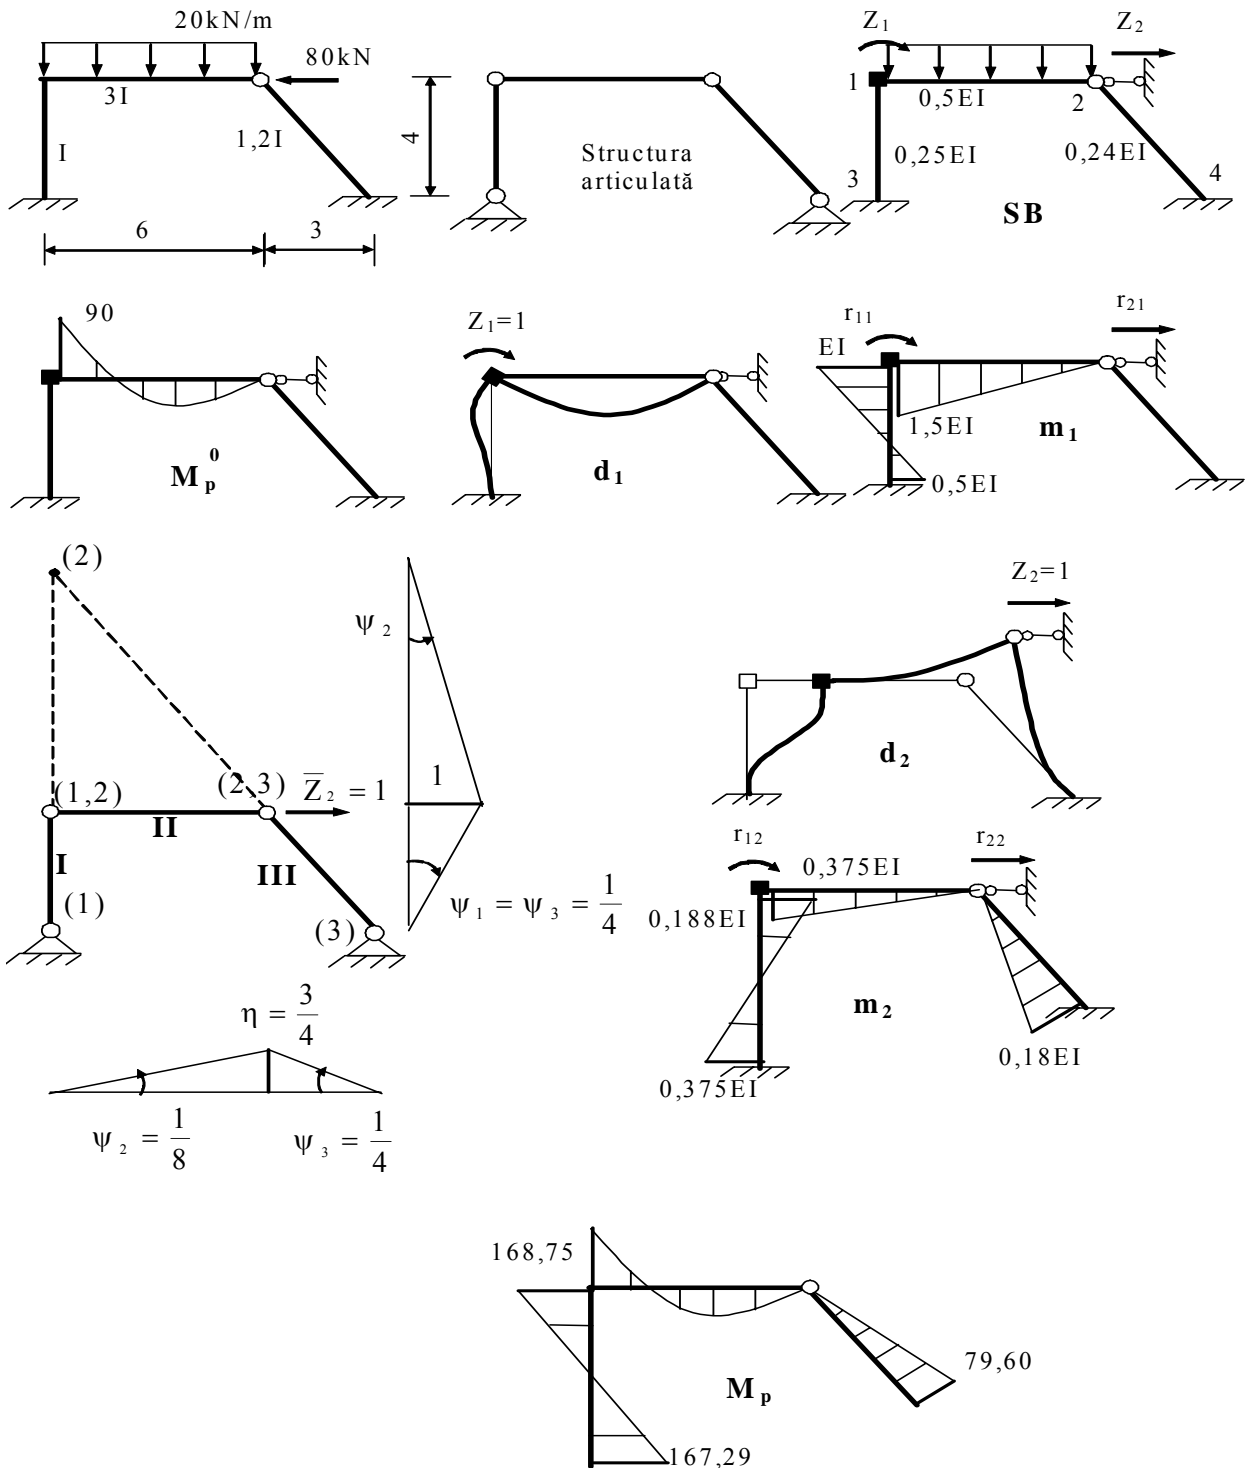 20kN/m
80kN
3I
I
1,2I
6
3
4
Structura
articulată
Z₁
Z₂
1
0,5EI
2
0,25EI
0,24EI
3
4
SB
90
Mₚ⁰
Z₁=1
d₁
r₁₁
r₂₁
EI
1,5EI
m₁
0,5EI
(2)
(1,2)
(2,3)
Z̅₂ = 1
II
I
III
(1)
(3)
ψ₂
1
ψ₁ = ψ₃ = 1/4
η = 3/4
ψ₂ = 1/8
ψ₃ = 1/4
Z₂=1
d₂
r₁₂
r₂₂
0,375EI
0,188EI
m₂
0,18EI
0,375EI
168,75
79,60
Mₚ
167,29